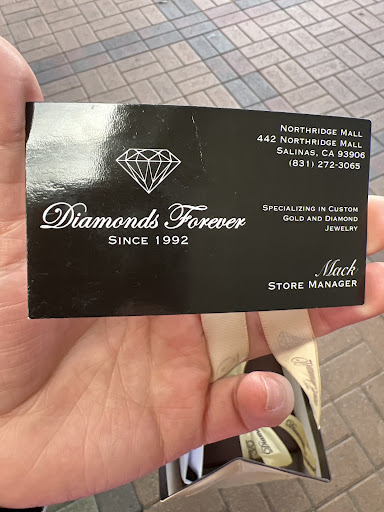 Northridge Mall
442 Northridge Mall
Salinas, CA 93906
(831) 272-3065
Diamonds Forever
Since 1992
Specializing in Custom
Gold and Diamond
Jewelry
Mack
Store Manager